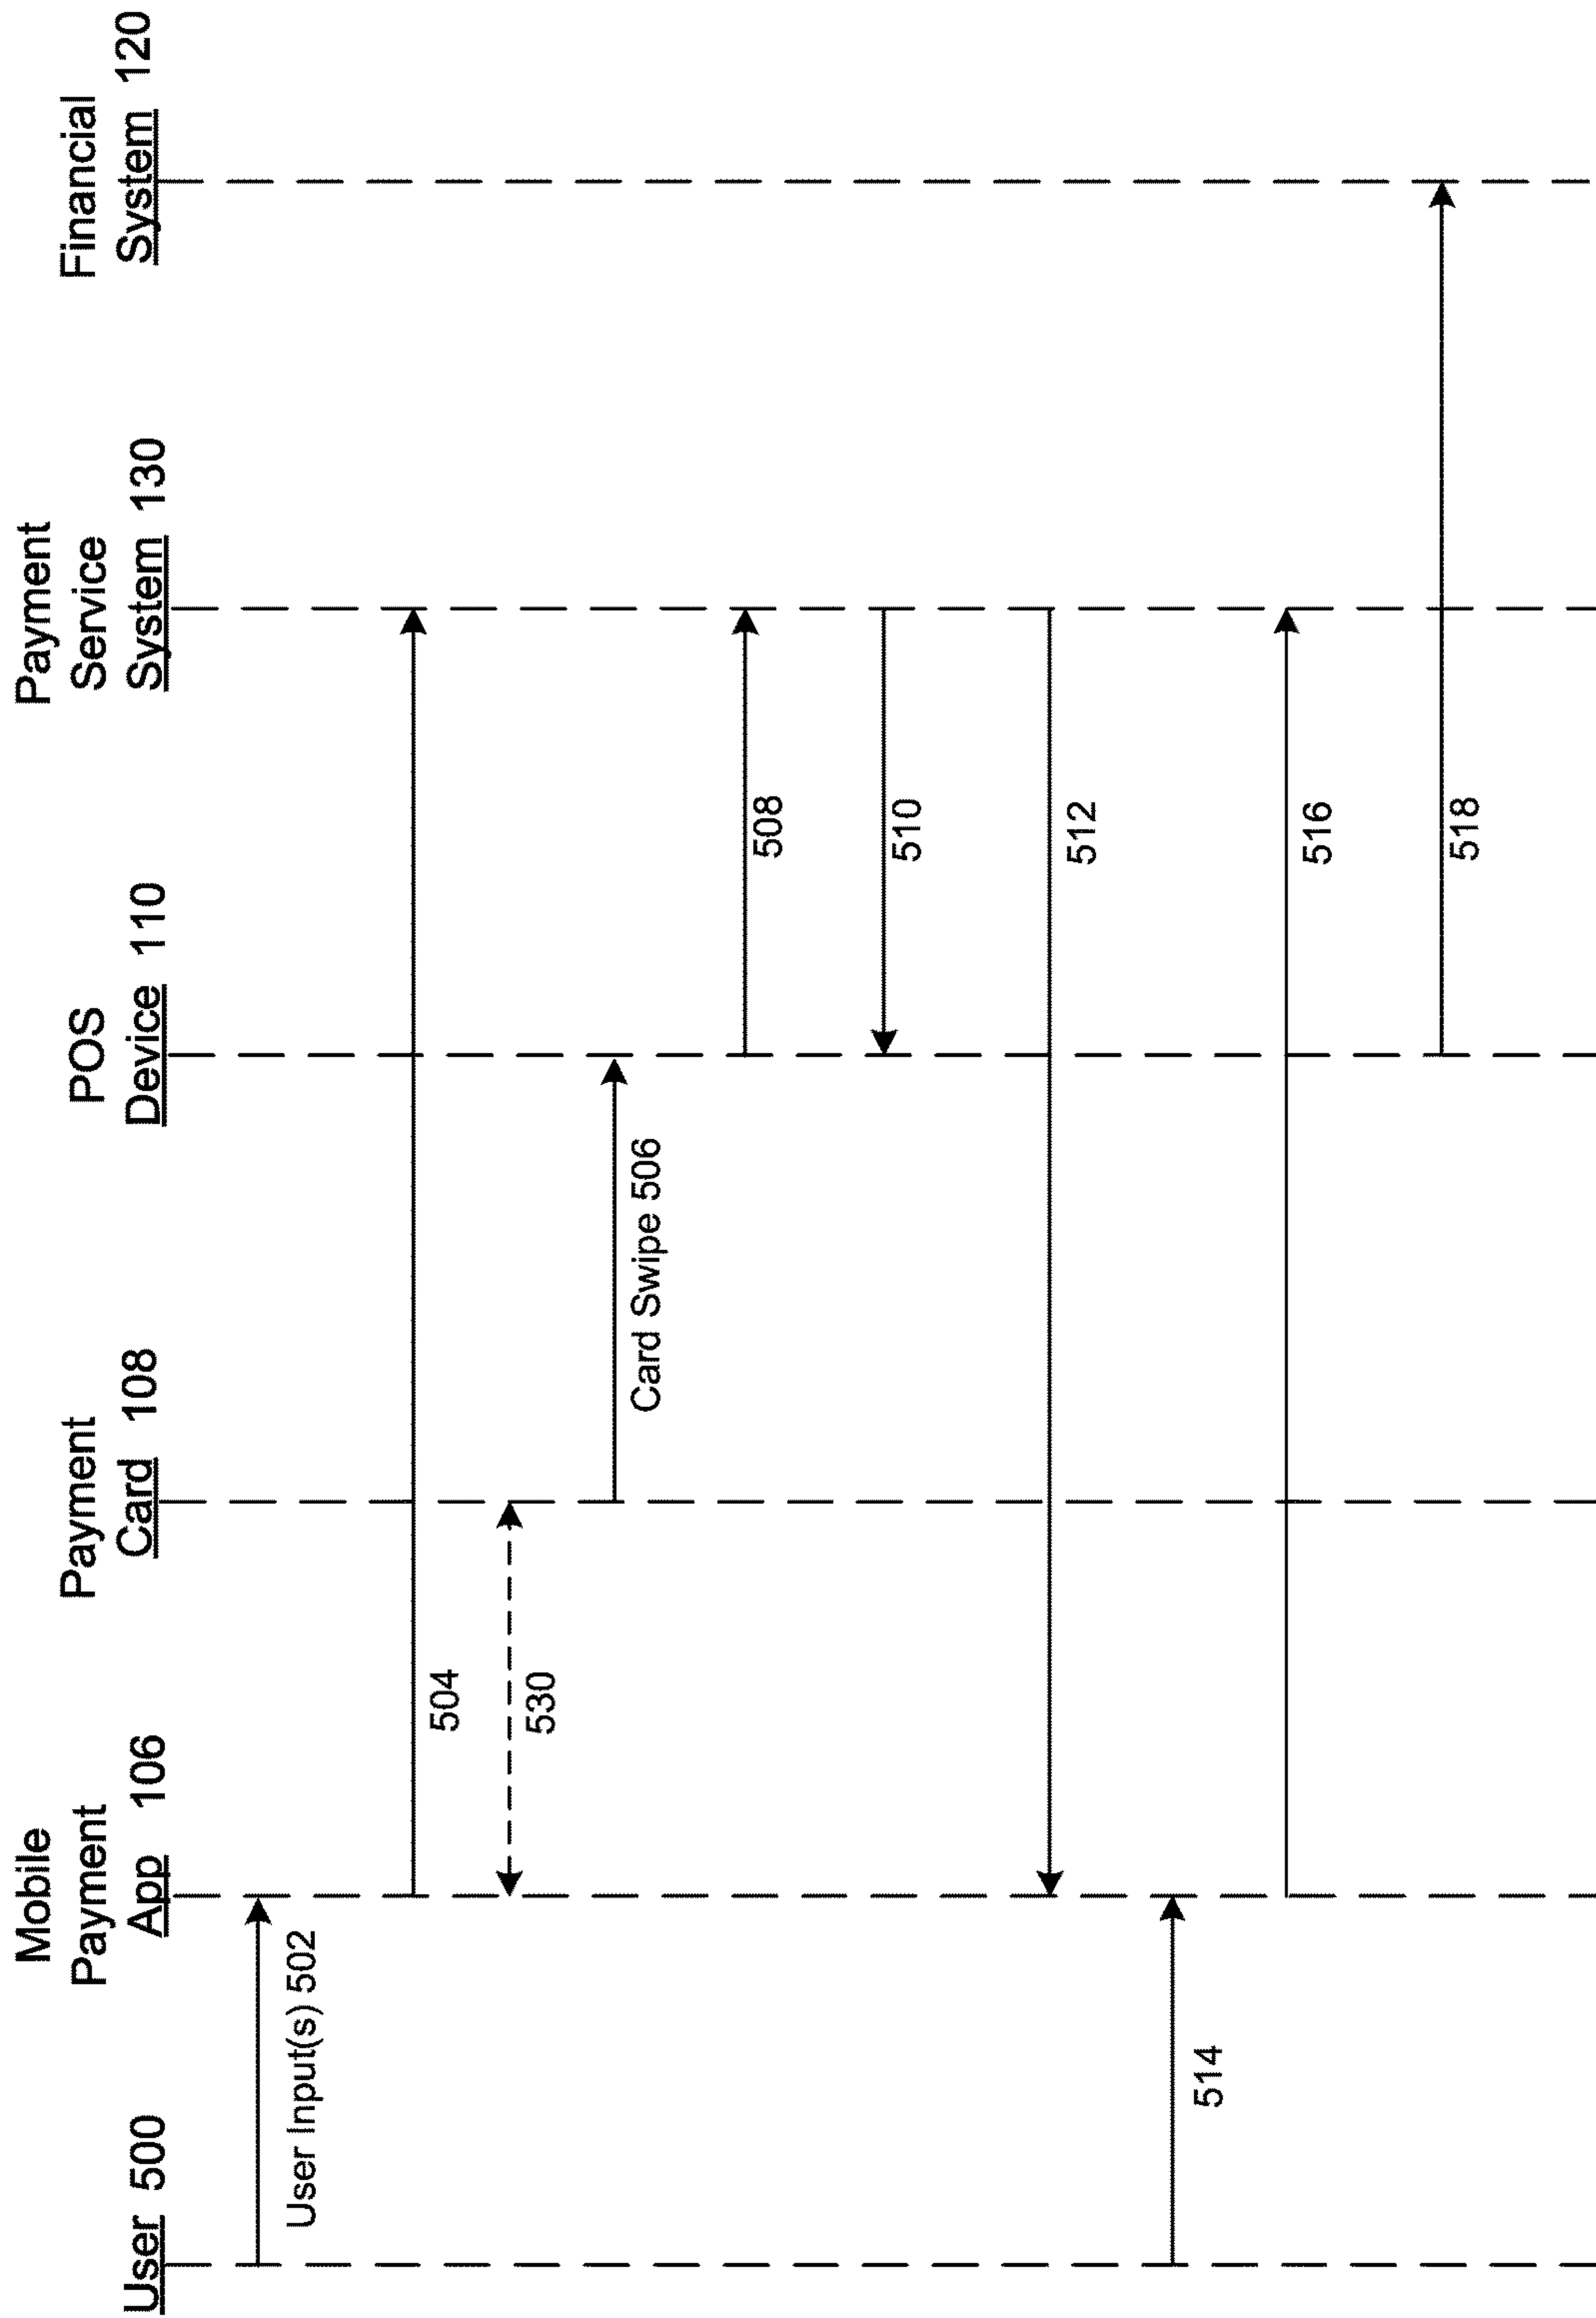 User 500
Mobile
Payment
App 106
Payment
Card 108
POS
Device 110
Payment
Service
System 130
Financial
System 120
User Input(s) 502
504
530
Card Swipe 506
508
510
512
514
516
518